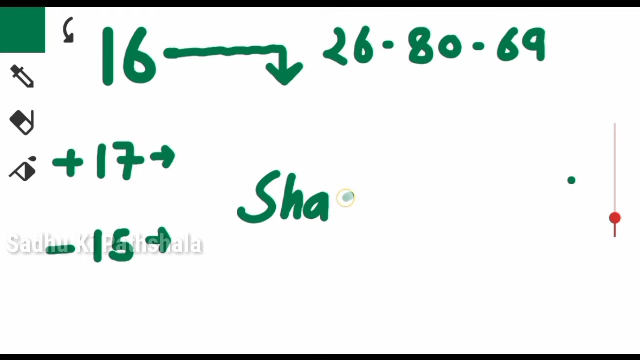 16 → 26 - 80 - 69
+ 17 →
Sha
- 15 →
Sadhu Ki Pathshala